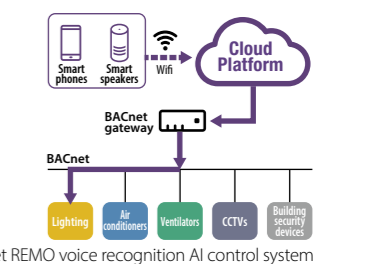 Cloud
Platform
Smart
phones
Smart
speakers
Wifi
BACnet
gateway
BACnet
Lighting
Air
conditioners
Ventilators
CCTVs
Building
security
devices
et REMO voice recognition AI control system